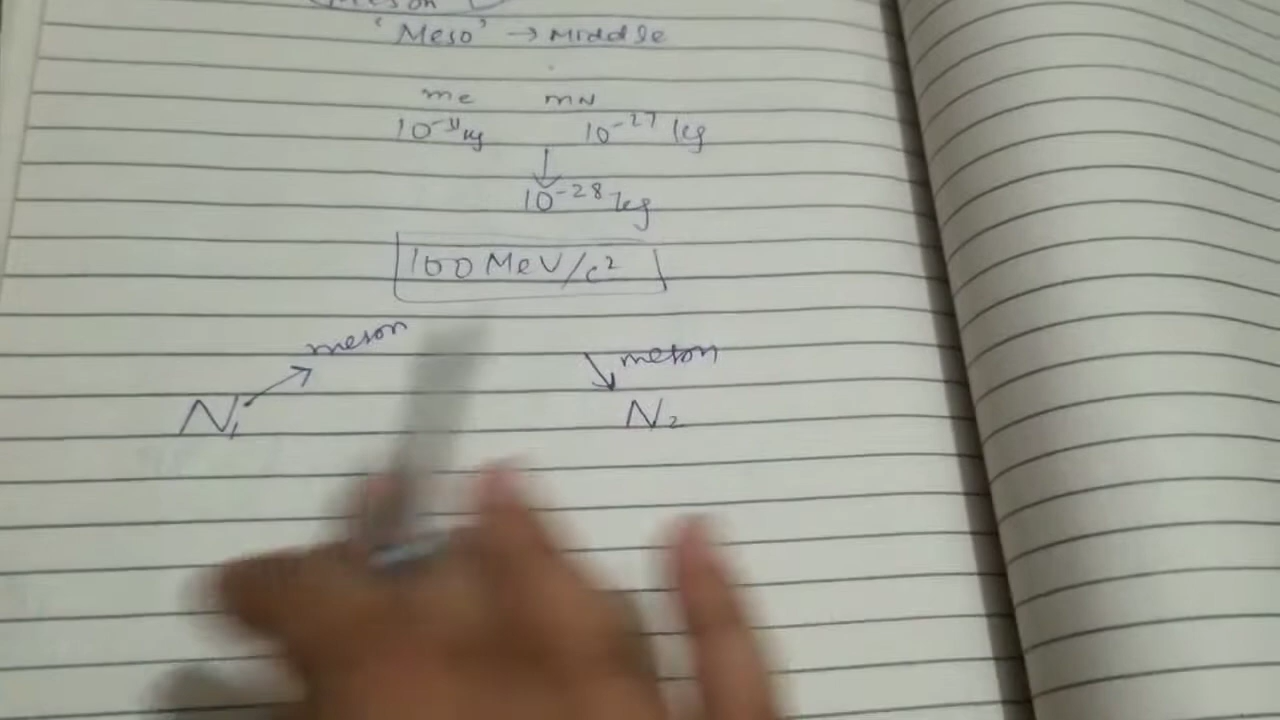 'Meso' → Middle
me mN
10⁻³¹kg 10⁻²⁷ kg
↓
10⁻²⁸ kg
100 MeV/c²
meson meson
N₁ N₂